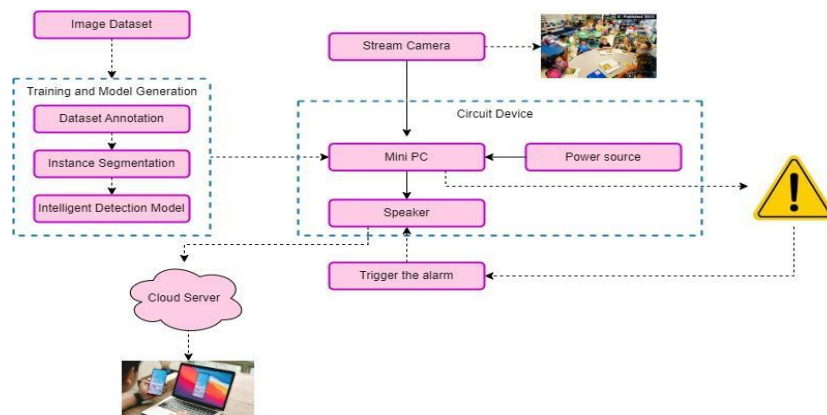 Image Dataset
Stream Camera
Training and Model Generation
Dataset Annotation
Instance Segmentation
Intelligent Detection Model
Circuit Device
Mini PC
Power source
Speaker
Trigger the alarm
Cloud Server